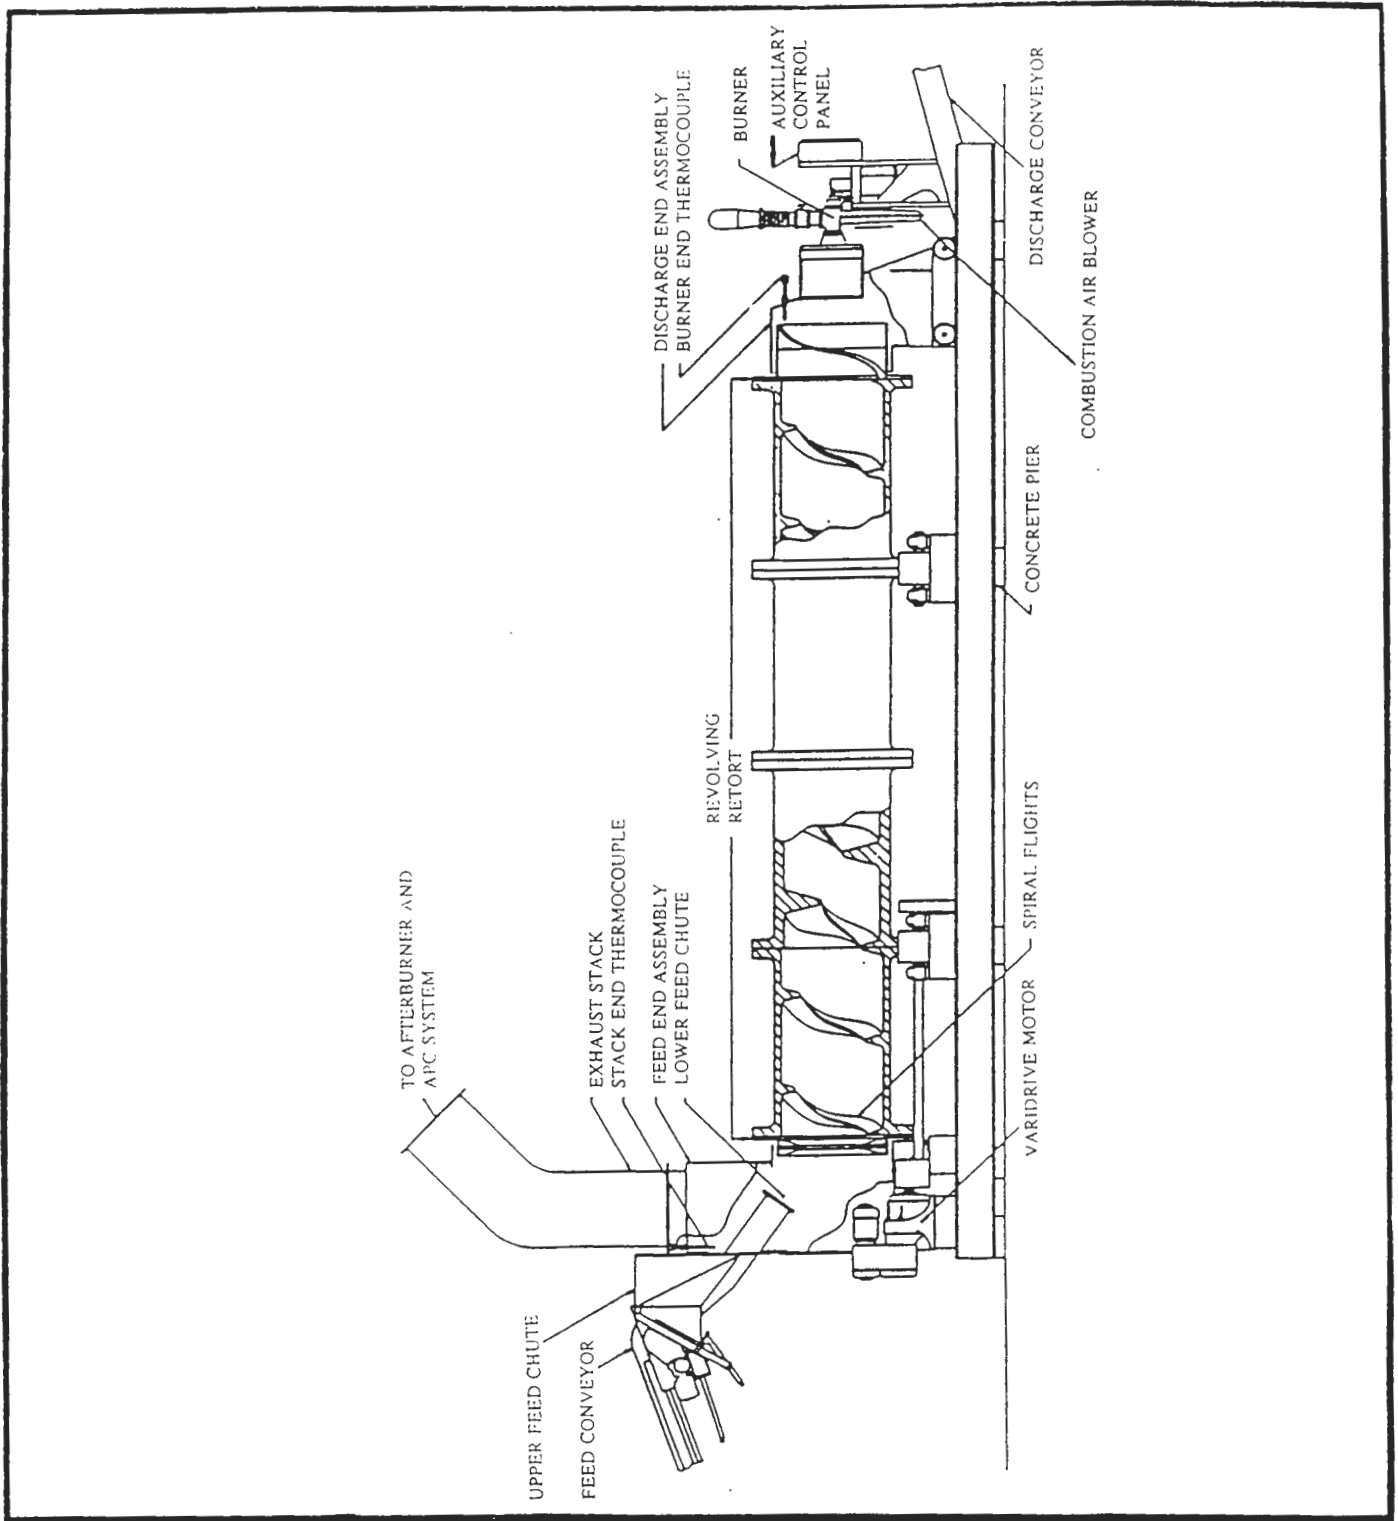 TO AFTERBURNER AND
APC SYSTEM
UPPER FEED CHUTE
FEED CONVEYOR
EXHAUST STACK
STACK END THERMOCOUPLE
FEED END ASSEMBLY
LOWER FEED CHUTE
REVOLVING
RETORT
DISCHARGE END ASSEMBLY
BURNER END THERMOCOUPLE
BURNER
AUXILIARY
CONTROL
PANEL
VARIDRIVE MOTOR
SPIRAL FLIGHTS
CONCRETE PIER
COMBUSTION AIR BLOWER
DISCHARGE CONVEYOR